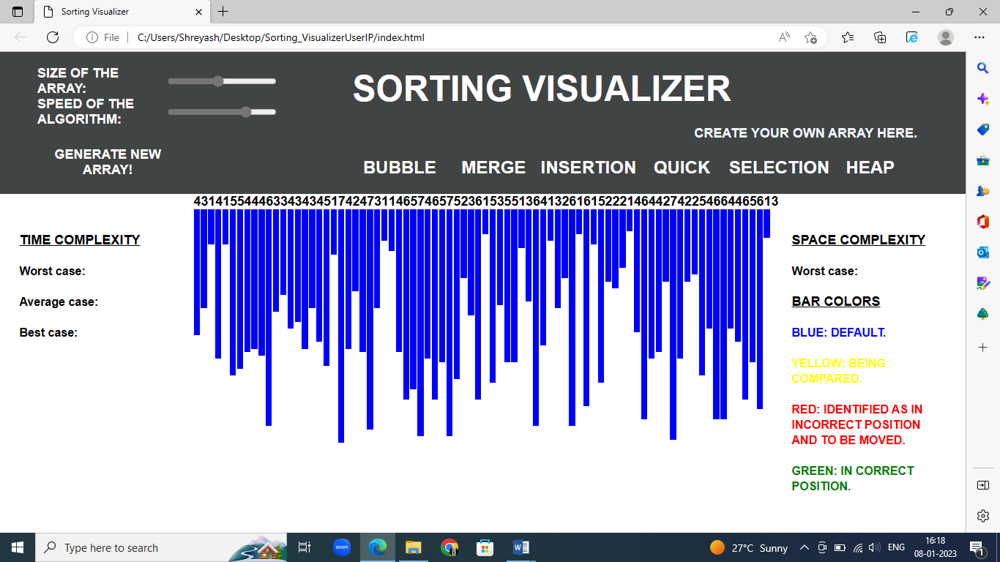 Sorting Visualizer
File
C:/Users/Shreyash/Desktop/Sorting_VisualizerUserIP/index.html
SIZE OF THE
ARRAY:
SPEED OF THE
ALGORITHM:
GENERATE NEW
ARRAY!
SORTING VISUALIZER
CREATE YOUR OWN ARRAY HERE.
BUBBLE MERGE INSERTION QUICK SELECTION HEAP
43141554446334343451742473114657465752361535513641326161522214644274225466446561 3
TIME COMPLEXITY
Worst case:
Average case:
Best case:
SPACE COMPLEXITY
Worst case:
BAR COLORS
BLUE: DEFAULT.
YELLOW: BEING
COMPARED.
RED: IDENTIFIED AS IN
INCORRECT POSITION
AND TO BE MOVED.
GREEN: IN CORRECT
POSITION.
Type here to search
zoom
27°C Sunny
ENG
16:18
08-01-2023
1